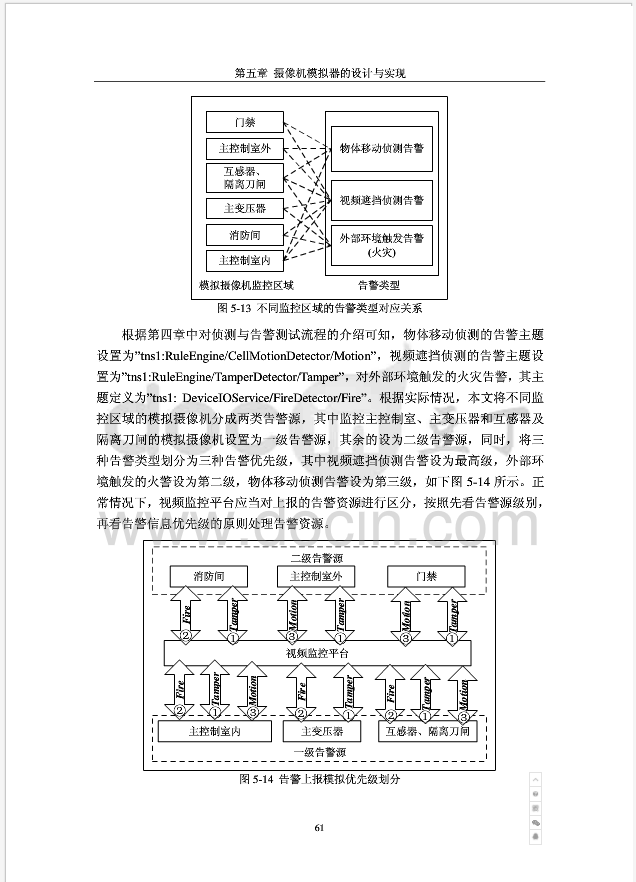 第五章 摄像机模拟器的设计与实现
门禁
主控制室外
互感器、
隔离刀闸
主变压器
消防间
主控制室内
模拟摄像机监控区域
物体移动侦测告警
视频遮挡侦测告警
外部环境触发告警
(火灾)
告警类型
图 5-13 不同监控区域的告警类型对应关系
根据第四章中对侦测与告警测试流程的介绍可知，物体移动侦测的告警主题
设置为”tns1:RuleEngine/CellMotionDetector/Motion”，视频遮挡侦测的告警主题设
置为”tns1:RuleEngine/TamperDetector/Tamper”，对外部环境触发的火灾告警，其主
题定义为”tns1: DeviceIOService/FireDetector/Fire”。根据实际情况，本文将不同监
控区域的模拟摄像机分成两类告警源，其中监控主控制室、主变压器和互感器及
隔离刀闸的模拟摄像机设置为一级告警源，其余的设为二级告警源，同时，将三
种告警类型划分为三种告警优先级，其中视频遮挡侦测告警设为最高级，外部环
境触发的火警设为第二级，物体移动侦测告警设为第三级，如下图 5-14 所示。正
常情况下，视频监控平台应当对上报的告警资源进行区分，按照先看告警源级别，
再看告警信息优先级的原则处理告警资源。
www.docin.com
二级告警源
消防间 主控制室外 门禁
Fire Tamper Motion Tamper Motion Tamper
② ① ③ ① ③ ①
视频监控平台
Fire Tamper Motion Fire Tamper Fire Tamper Motion
② ① ③ ② ① ② ① ③
主控制室内 主变压器 互感器、隔离刀闸
一级告警源
图 5-14 告警上报模拟优先级划分
61